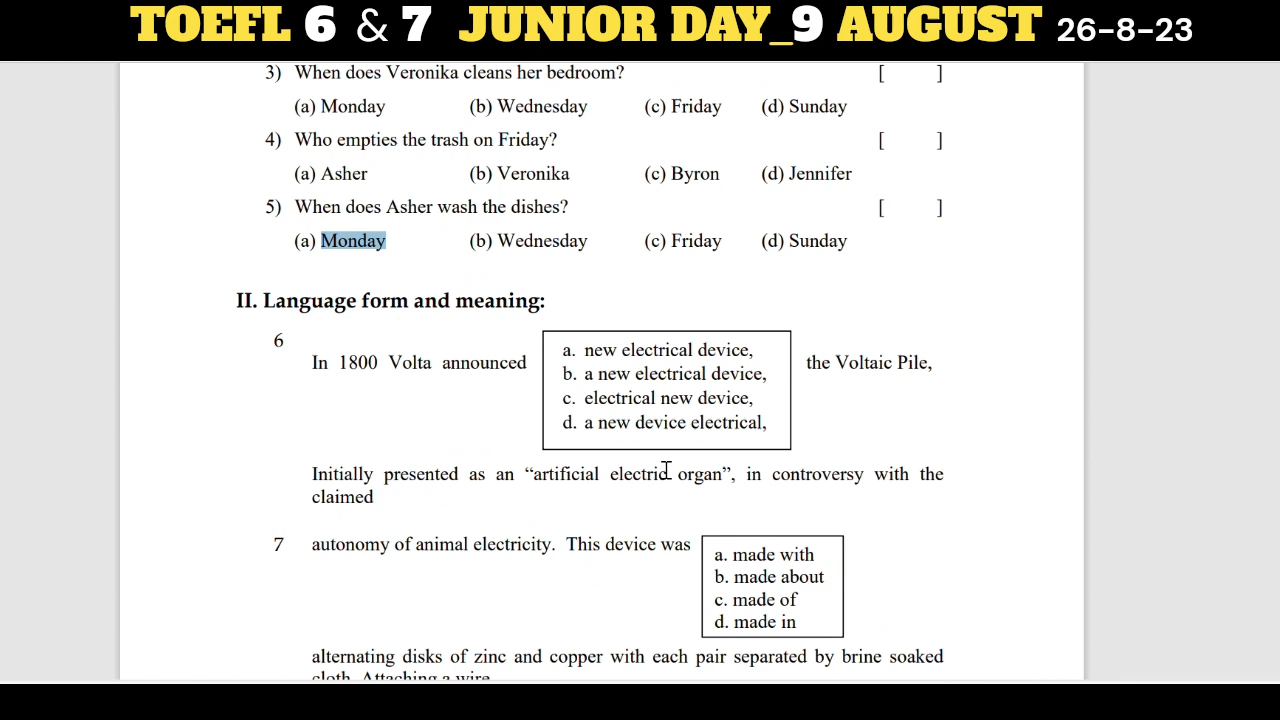 TOEFL 6 & 7 JUNIOR DAY_9 AUGUST 26-8-23
3) When does Veronika cleans her bedroom? [ ]
(a) Monday (b) Wednesday (c) Friday (d) Sunday
4) Who empties the trash on Friday? [ ]
(a) Asher (b) Veronika (c) Byron (d) Jennifer
5) When does Asher wash the dishes? [ ]
(a) Monday (b) Wednesday (c) Friday (d) Sunday
II. Language form and meaning:
6
In 1800 Volta announced
a. new electrical device,
b. a new electrical device,
c. electrical new device,
d. a new device electrical,
the Voltaic Pile,
Initially presented as an “artificial electric organ”, in controversy with the
claimed
7 autonomy of animal electricity. This device was
a. made with
b. made about
c. made of
d. made in
alternating disks of zinc and copper with each pair separated by brine soaked
cloth. Attaching a wire